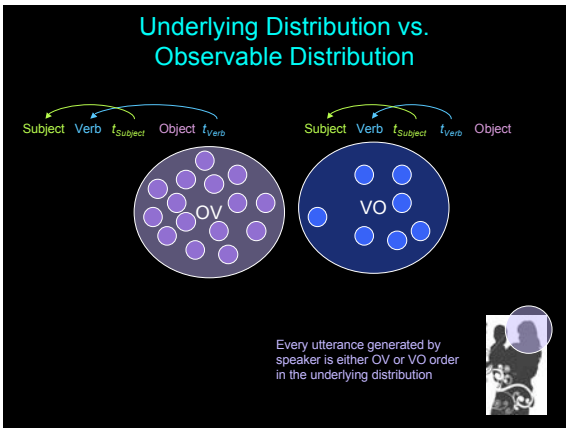 Underlying Distribution vs.
Observable Distribution
Subject Verb tSubject Object tVerb
Subject Verb tSubject tVerb Object
OV
VO
Every utterance generated by
speaker is either OV or VO order
in the underlying distribution